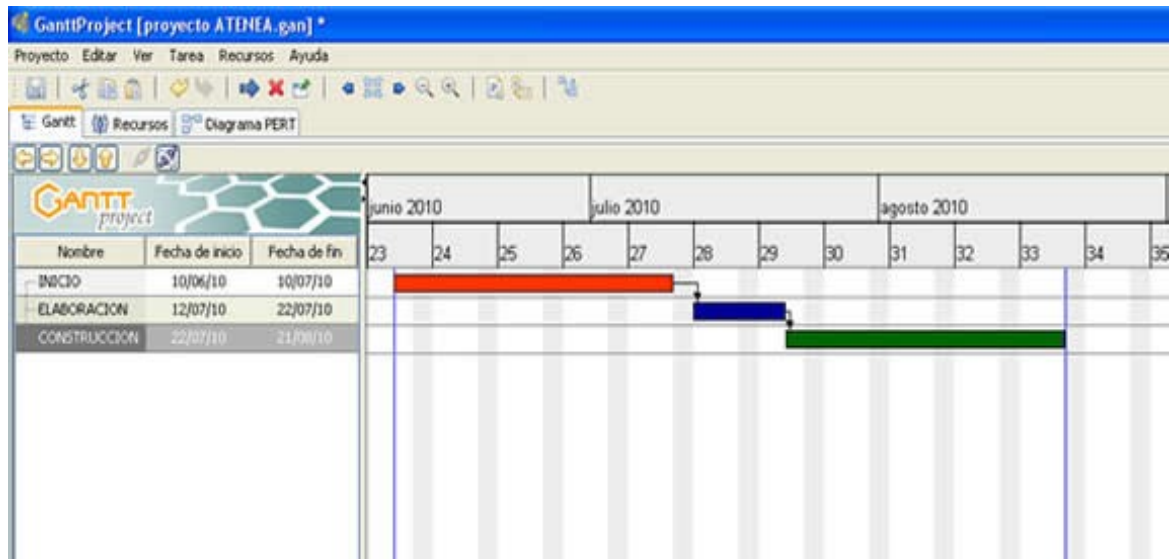 GanttProject [proyecto ATENEA.gan] *
Proyecto Editar Ver Tarea Recursos Ayuda
Gantt Recursos Diagrama PERT
GANTT project
junio 2010 julio 2010 agosto 2010
Nombre Fecha de inicio Fecha de fin 23 24 25 26 27 28 29 30 31 32 33 34 35
INICIO 10/06/10 10/07/10
ELABORACION 12/07/10 22/07/10
CONSTRUCCION 22/07/10 21/08/10